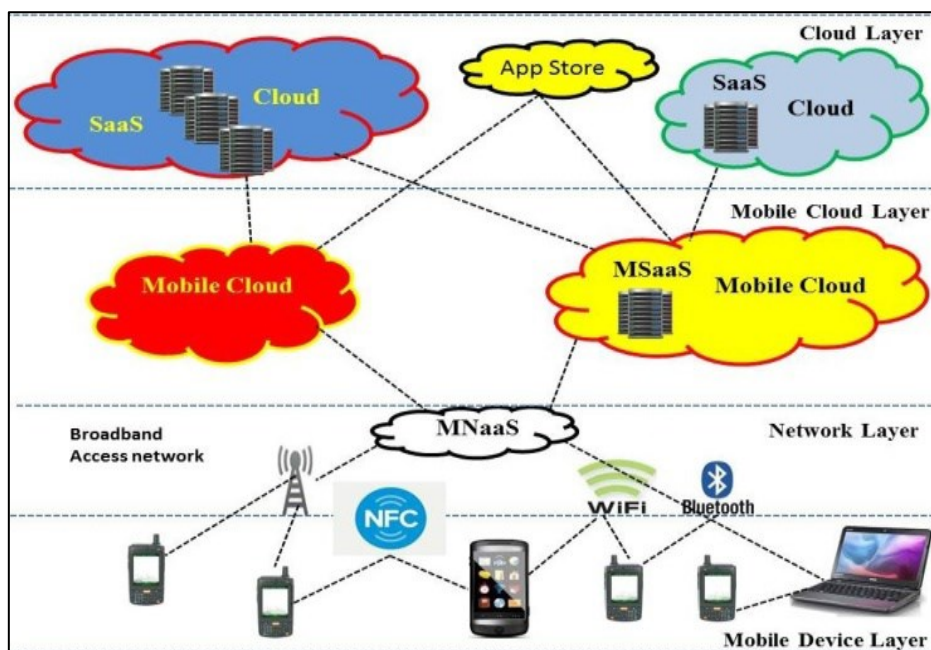 Cloud Layer
App Store
SaaS
Cloud
Cloud
SaaS
Mobile Cloud Layer
MSaaS
Mobile Cloud
Mobile Cloud
MNaaS
Broadband
Access network
Network Layer
NFC
WiFi
Bluetooth
Mobile Device Layer